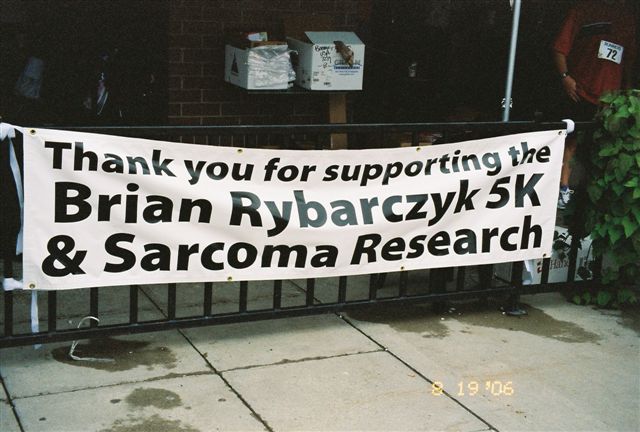 72
Thank you for supporting the
Brian Rybarczyk 5K
& Sarcoma Research
8 19 '06